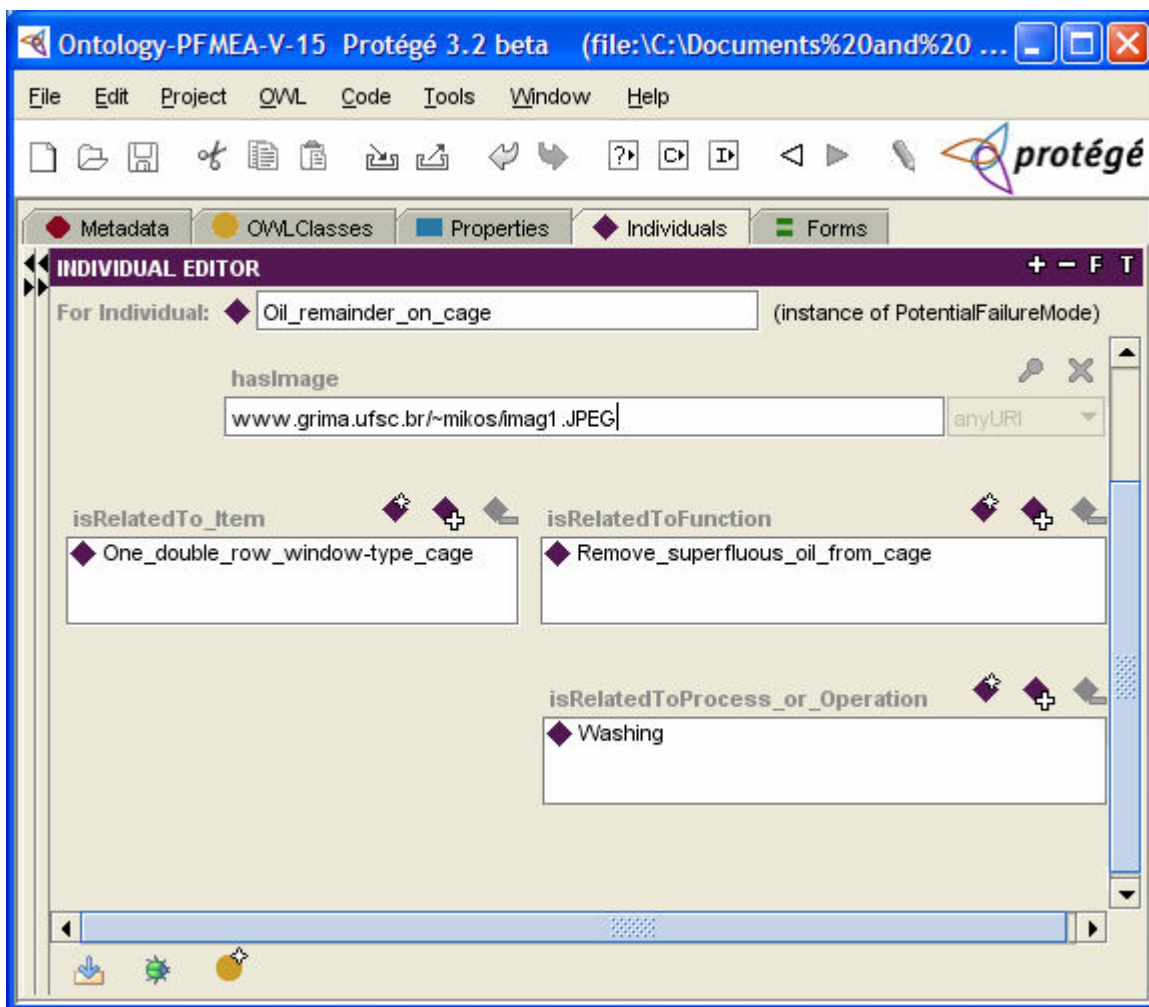 Ontology-PFMEA-V-15 Protégé 3.2 beta (file:\C:\Documents%20and%20 ...
File Edit Project OWL Code Tools Window Help
protégé
Metadata OWLClasses Properties Individuals Forms
INDIVIDUAL EDITOR + − F T
For Individual: Oil_remainder_on_cage (instance of PotentialFailureMode)
hasImage
www.grima.ufsc.br/~mikos/imag1.JPEG anyURI
isRelatedTo_Item isRelatedToFunction
One_double_row_window-type_cage Remove_superfluous_oil_from_cage
isRelatedToProcess_or_Operation
Washing